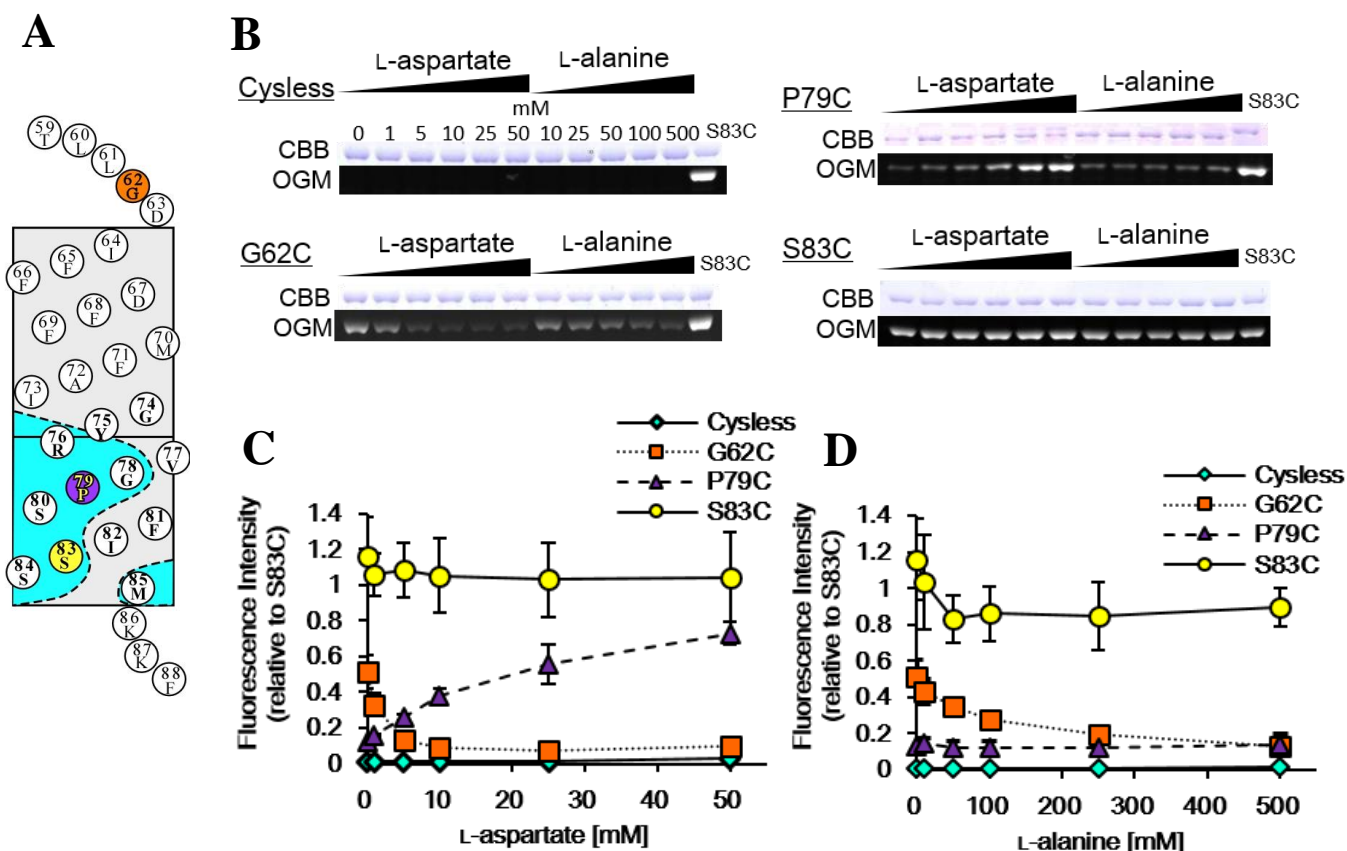 A
59 T
60 L
61 L
62 G
63 D
64 I
65 F
66 F
67 D
68 F
69 F
70 M
71 F
72 A
73 I
74 G
75 Y
76 R
77 V
78 G
79 P
80 S
81 F
82 I
83 S
84 S
85 M
86 K
87 K
88 F
B
L-aspartate L-alanine
Cysless
mM
0 1 5 10 25 50 10 25 50 100 500 S83C
CBB
OGM
L-aspartate L-alanine
G62C S83C
CBB
OGM
L-aspartate L-alanine
P79C S83C
CBB
OGM
L-aspartate L-alanine
S83C S83C
CBB
OGM
C
Cysless
G62C
P79C
S83C
Fluorescence Intensity
(relative to S83C)
1.4
1.2
1
0.8
0.6
0.4
0.2
0
0 10 20 30 40 50
L-aspartate [mM]
D
Cysless
G62C
P79C
S83C
Fluorescence Intensity
(relative to S83C)
1.4
1.2
1
0.8
0.6
0.4
0.2
0
0 100 200 300 400 500
L-alanine [mM]